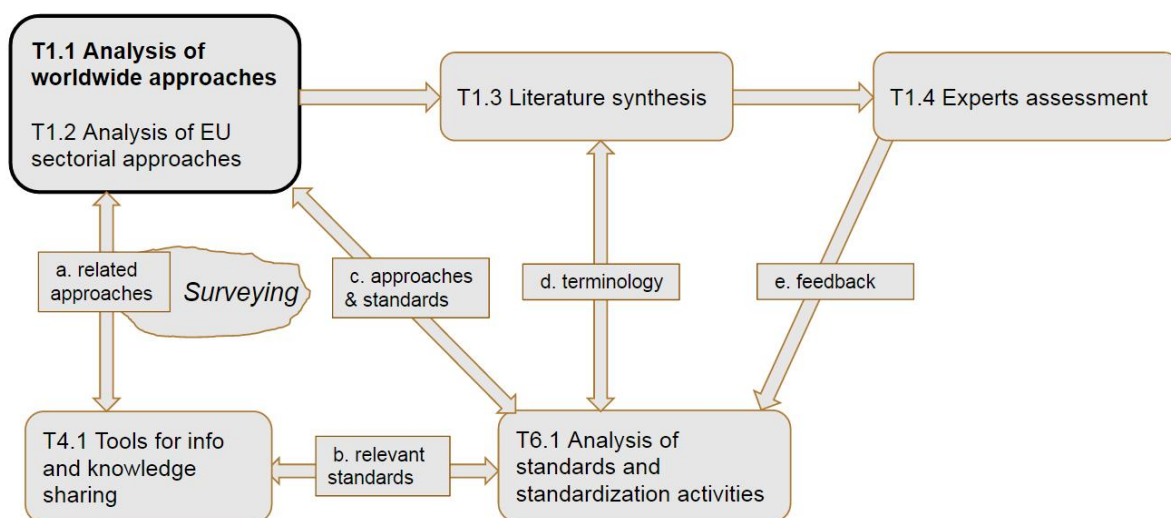 T1.1 Analysis of
worldwide approaches
T1.2 Analysis of EU
sectorial approaches
T1.3 Literature synthesis
T1.4 Experts assessment
a. related
approaches
Surveying
c. approaches
& standards
d. terminology
e. feedback
T4.1 Tools for info
and knowledge
sharing
b. relevant
standards
T6.1 Analysis of
standards and
standardization activities